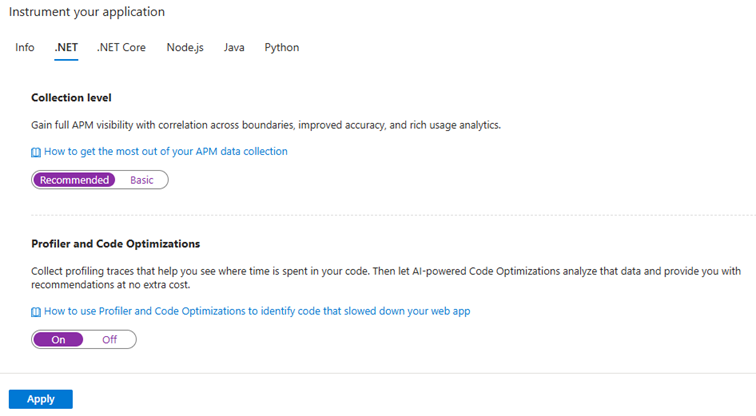 Instrument your application
Info .NET .NET Core Node.js Java Python
Collection level
Gain full APM visibility with correlation across boundaries, improved accuracy, and rich usage analytics.
How to get the most out of your APM data collection
Recommended Basic
Profiler and Code Optimizations
Collect profiling traces that help you see where time is spent in your code. Then let AI-powered Code Optimizations analyze that data and provide you with
recommendations at no extra cost.
How to use Profiler and Code Optimizations to identify code that slowed down your web app
On Off
Apply